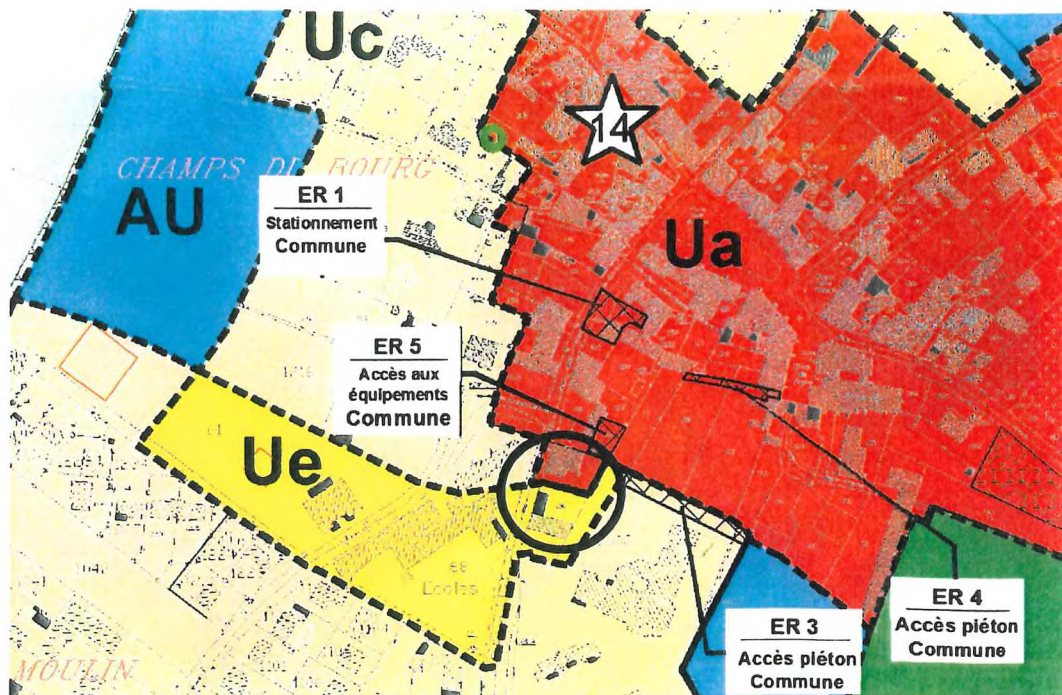 Uc
14
CHAMPS DU BOURG
ER 1
Stationnement
Commune
AU
Ua
ER 5
Accès aux
équipements
Commune
Ue
68
Ecoles
ER 3
Accès piéton
Commune
ER 4
Accès piéton
Commune
MOULIN